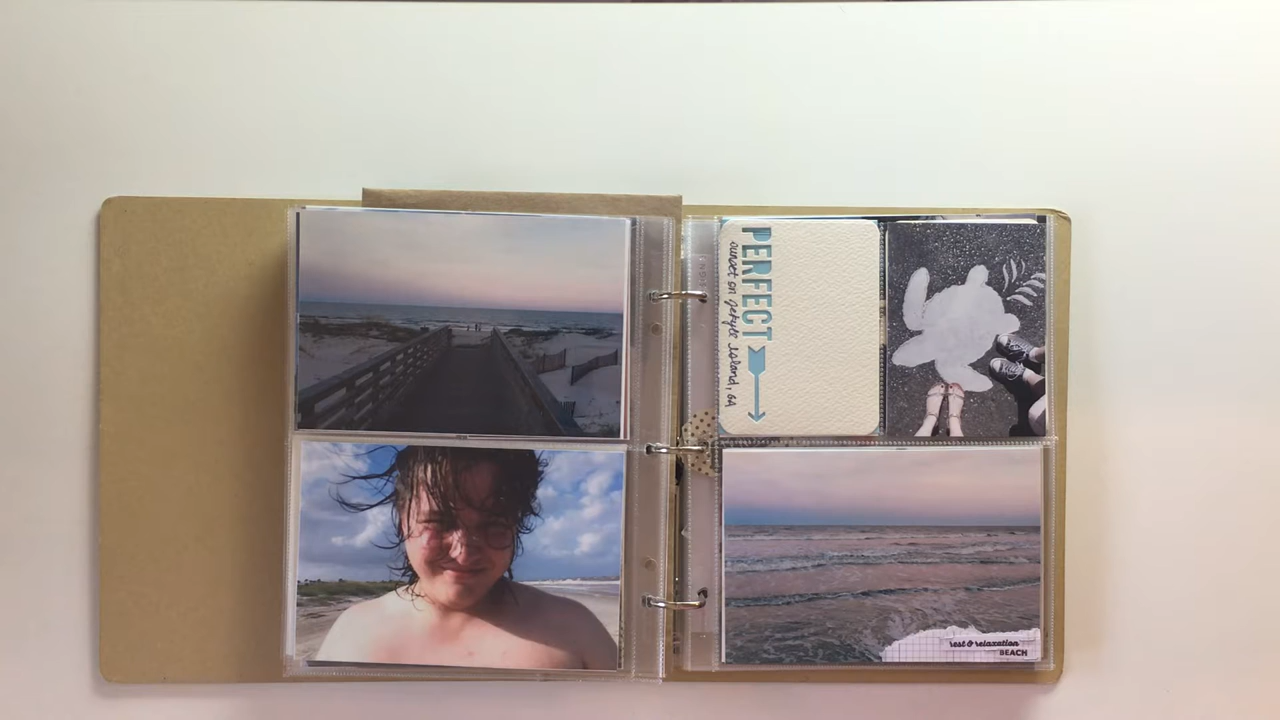 PERFECT
sunset on jekyll island, GA
rest & relaxation
BEACH